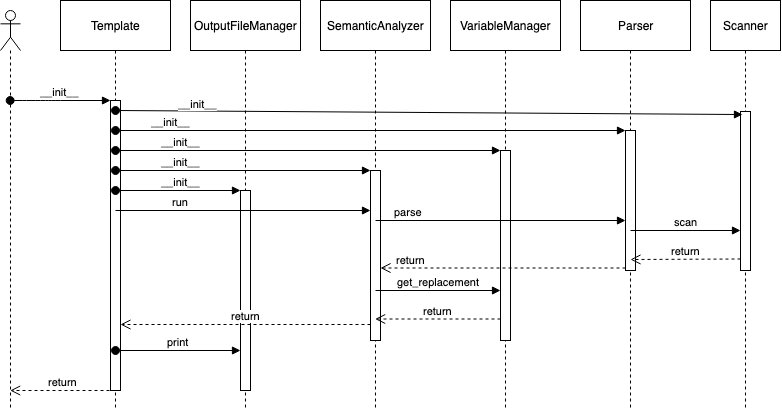 Template
OutputFileManager
SemanticAnalyzer
VariableManager
Parser
Scanner
__init__
__init__
__init__
__init__
__init__
__init__
run
parse
scan
return
return
get_replacement
return
return
print
return